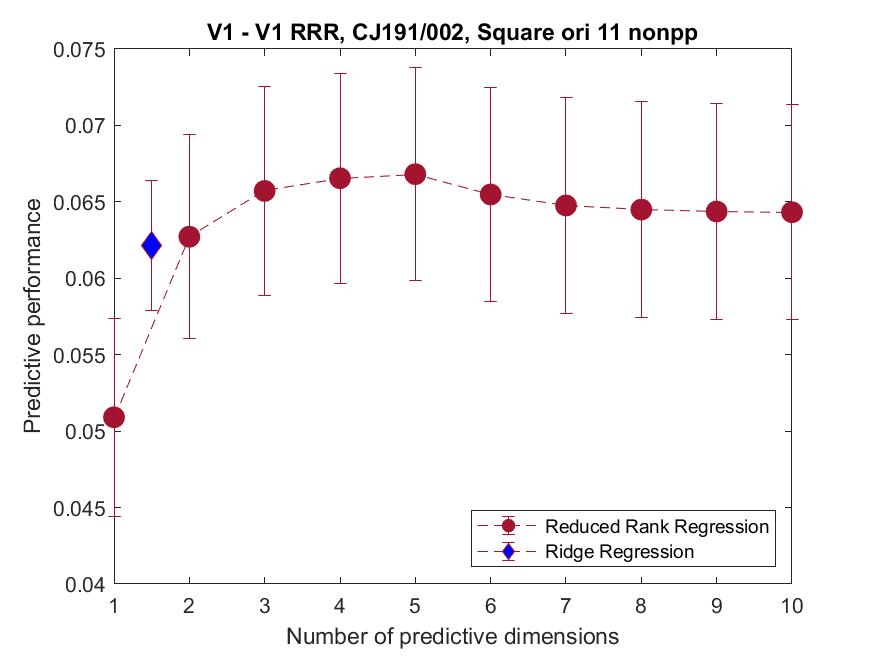 V1 - V1 RRR, CJ191/002, Square ori 11 nonpp
0.075
0.07
0.065
0.06
0.055
0.05
0.045
0.04
Predictive performance
1 2 3 4 5 6 7 8 9 10
Number of predictive dimensions
Reduced Rank Regression
Ridge Regression